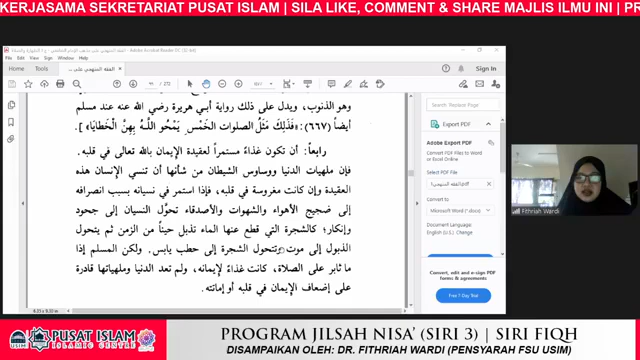 KERJASAMA SEKRETARIAT PUSAT ISLAM | SILA LIKE, COMMENT & SHARE MAJLIS ILMU INI | PR
File Edit View Sign Window Help
Home Tools
Sign In
وهو الذنوب، ويدل على ذلك رواية أبي هريرة رضي الله عنه عند مسلم
أيضاً (٦٦٧): «فَذَلِكَ مَثَلُ الصلوات الخَمْسِ يَمْحو اللهُ بِهِنَّ الخَطايَا» ].
رابعاً: أن تكون غذاءً مستمراً لعقيدة الإيمان بالله تعالى في قلبه.
فإن ملهيات الدنيا ووساوس الشيطان من شأنها أن تنسي الإنسان هذه
العقيدة وإن كانت مغروسة في قلبه، فإذا استمر في نسيانه بسبب انصرافه
إلى ضجيج الأهواء والشهوات والأصدقاء تحوَّل النسيان إلى جحود
وإنكار؛ كالشجرة التي قطع عنها الماء تذبل حيناً من الزمن ثم يتحول
الذبول إلى موت وتتحول الشجرة إلى حطب يابس. ولكن المسلم إذا
ما ثابر على الصلاة، كانت غذاءً لإيمانه، ولم تعد الدنيا وملهياتها قادرة
على إضعاف الإيمان في قلبه أو إماتته.
Search 'Replace Page'
Export PDF
Adobe Export PDF
Convert PDF Files to Word or Excel Online
Select PDF File
Convert to
Microsoft Word (*.docx)
Document Language:
English (U.S.) Change
Convert, edit and e-sign PDF
forms & agreements
Free 7-Day Trial
Fithriah Wardi
USIM
PUSAT ISLAM
ISLAMIC CENTRE
PROGRAM JILSAH NISA' (SIRI 3) | SIRI FIQH
DISAMPAIKAN OLEH: DR. FITHRIAH WARDI (PENSYARAH FSU USIM)